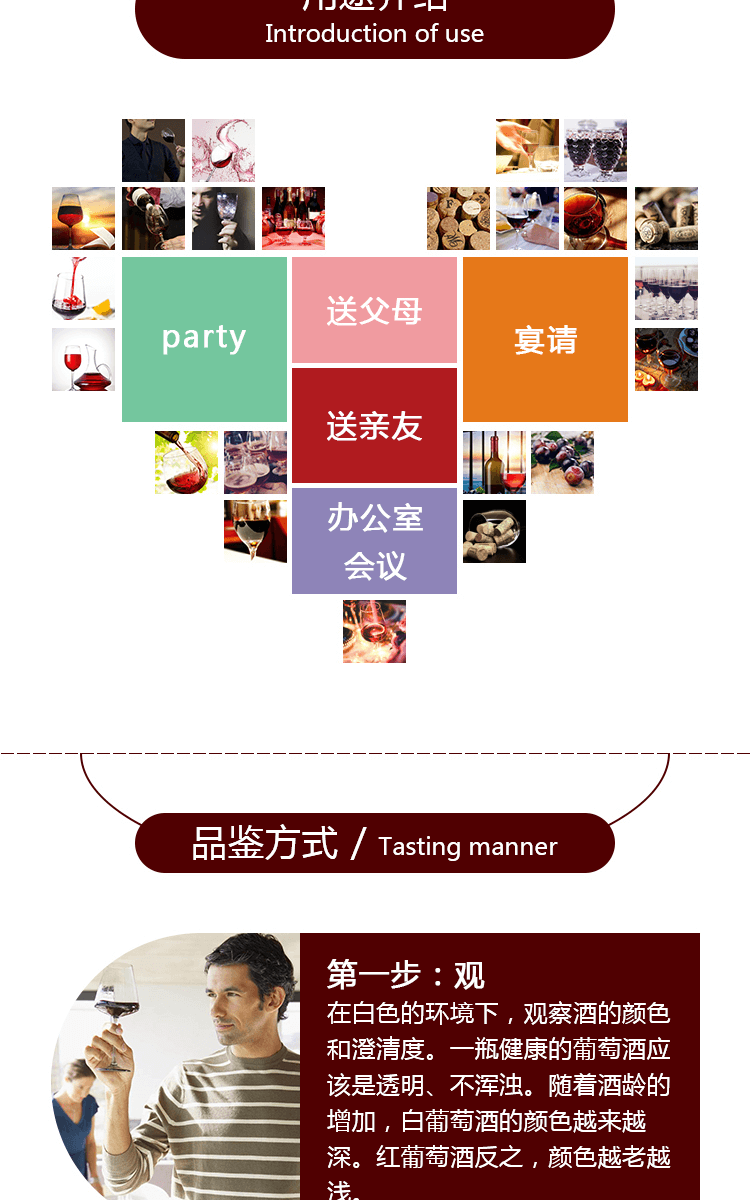 用途介绍
Introduction of use
party
送父母
宴请
送亲友
办公室
会议
品鉴方式 / Tasting manner
第一步：观
在白色的环境下，观察酒的颜色
和澄清度。一瓶健康的葡萄酒应
该是透明、不浑浊。随着酒龄的
增加，白葡萄酒的颜色越来越
深。红葡萄酒反之，颜色越老越
浅。